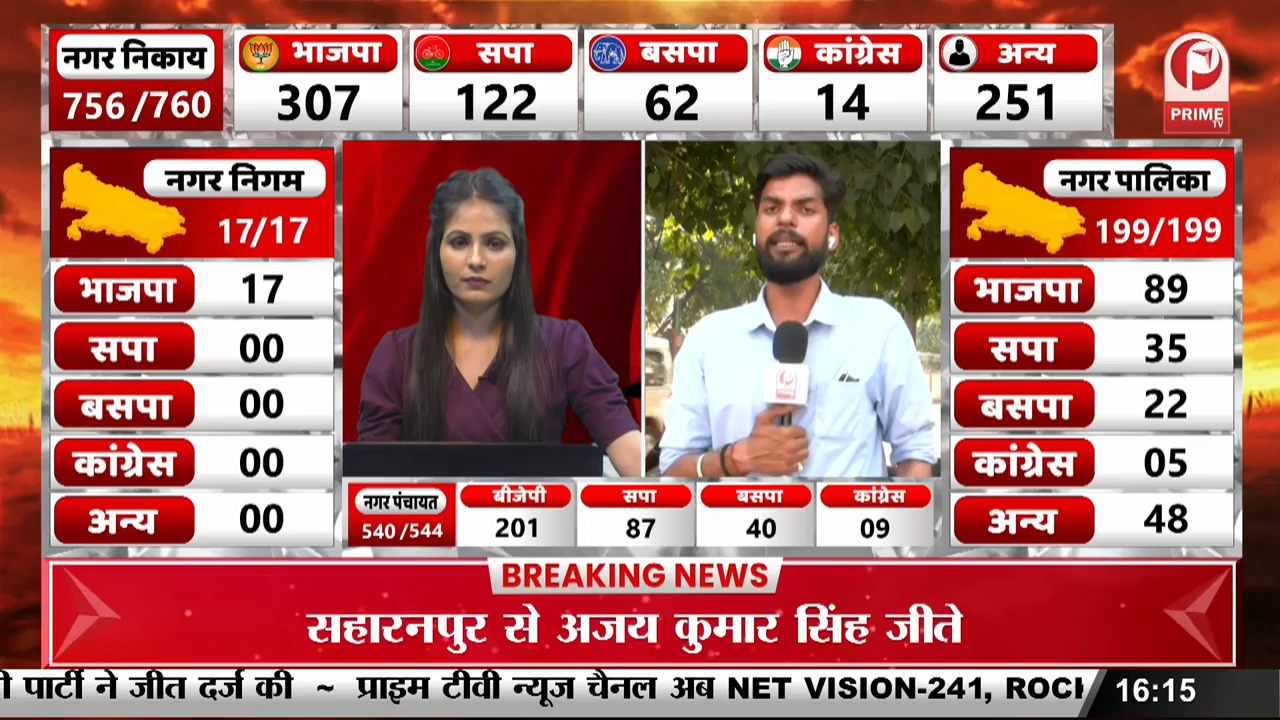 नगर निकाय
756 /760
भाजपा
307
सपा
122
बसपा
62
कांग्रेस
14
अन्य
251
PRIME
TV
नगर निगम
17/17
भाजपा 17
सपा 00
बसपा 00
कांग्रेस 00
अन्य 00
PRIME
नगर पालिका
199/199
भाजपा 89
सपा 35
बसपा 22
कांग्रेस 05
अन्य 48
नगर पंचायत
540 /544
बीजेपी
201
सपा
87
बसपा
40
कांग्रेस
09
BREAKING NEWS
सहारनपुर से अजय कुमार सिंह जीते
पार्टी ने जीत दर्ज की ~ प्राइम टीवी न्यूज चैनल अब NET VISION-241, 16:15